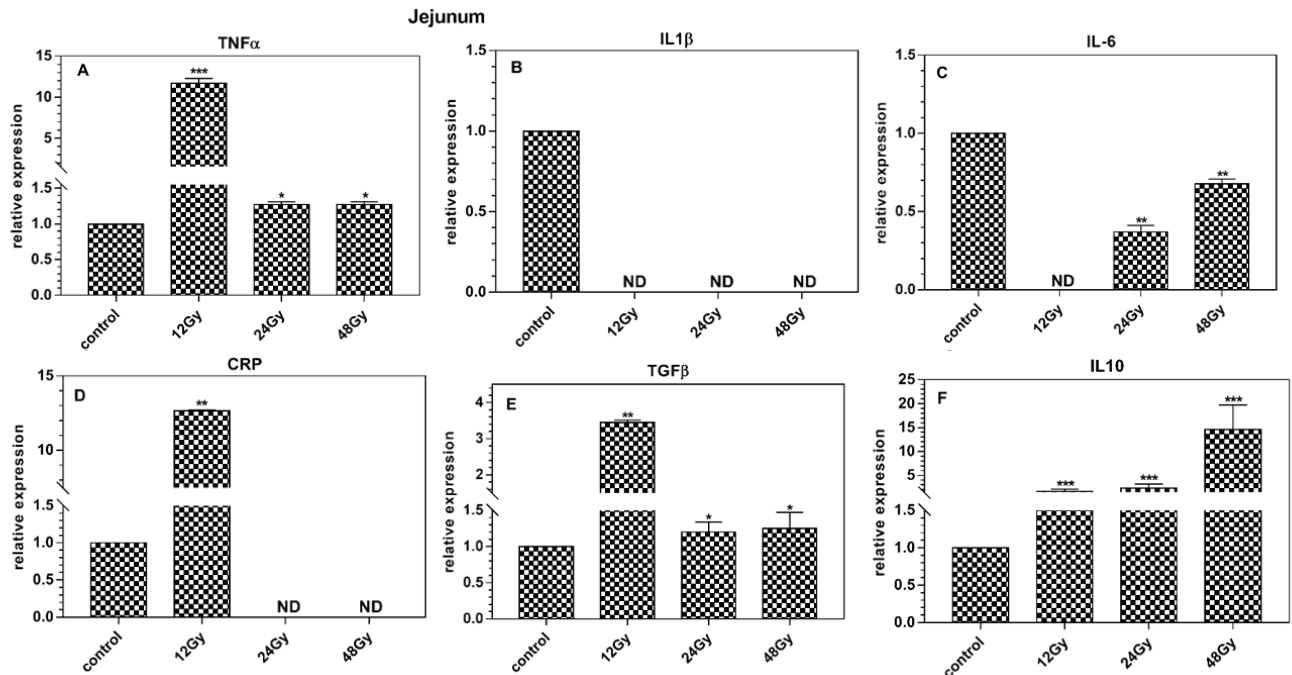 Jejunum
TNFα
A
relative expression
15
10
5
1.5
1.0
0.5
0.0
***
*
*
control
12Gy
24Gy
48Gy
IL1β
B
relative expression
1.5
1.0
0.5
0.0
ND
ND
ND
control
12Gy
24Gy
48Gy
IL-6
C
relative expression
1.5
1.0
0.5
0.0
ND
**
**
control
12Gy
24Gy
48Gy
CRP
D
relative expression
15
10
1.5
1.0
0.5
0.0
**
ND
ND
control
12Gy
24Gy
48Gy
TGFβ
E
relative expression
4
3
2
1.5
1.0
0.5
0.0
**
*
*
control
12Gy
24Gy
48Gy
IL10
F
relative expression
25
20
15
10
5
1.5
1.0
0.5
0.0
***
***
***
control
12Gy
24Gy
48Gy